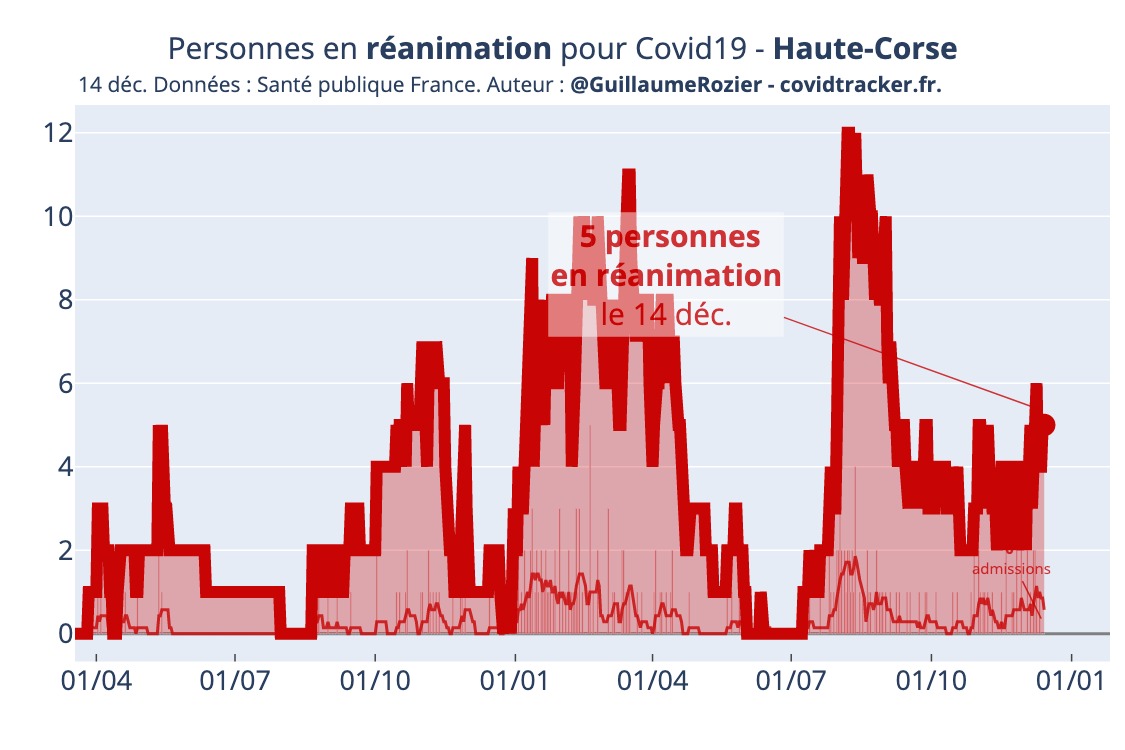 Personnes en réanimation pour Covid19 - Haute-Corse
14 déc. Données : Santé publique France. Auteur : @GuillaumeRozier - covidtracker.fr.
12
10
8
6
4
2
0
5 personnes
en réanimation
le 14 déc.
admissions
01/04
01/07
01/10
01/01
01/04
01/07
01/10
01/01